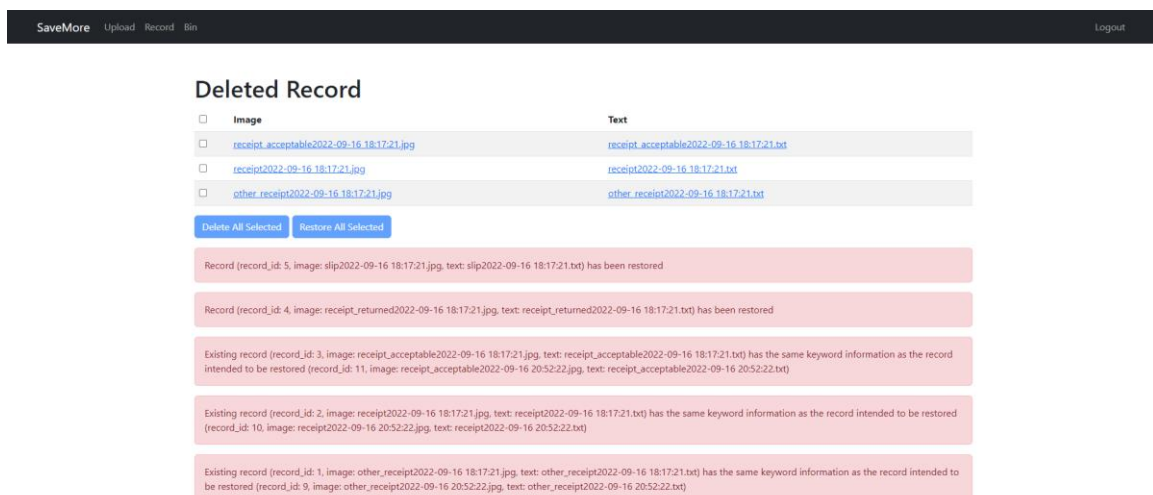 SaveMore Upload Record Bin Logout
Deleted Record
Image Text
receipt_acceptable2022-09-16 18:17:21.jpg receipt_acceptable2022-09-16 18:17:21.txt
receipt2022-09-16 18:17:21.jpg receipt2022-09-16 18:17:21.txt
other_receipt2022-09-16 18:17:21.jpg other_receipt2022-09-16 18:17:21.txt
Delete All Selected Restore All Selected
Record (record_id: 5, image: slip2022-09-16 18:17:21.jpg, text: slip2022-09-16 18:17:21.txt) has been restored
Record (record_id: 4, image: receipt_returned2022-09-16 18:17:21.jpg, text: receipt_returned2022-09-16 18:17:21.txt) has been restored
Existing record (record_id: 3, image: receipt_acceptable2022-09-16 18:17:21.jpg, text: receipt_acceptable2022-09-16 18:17:21.txt) has the same keyword information as the record
intended to be restored (record_id: 11, image: receipt_acceptable2022-09-16 20:52:22.jpg, text: receipt_acceptable2022-09-16 20:52:22.txt)
Existing record (record_id: 2, image: receipt2022-09-16 18:17:21.jpg, text: receipt2022-09-16 18:17:21.txt) has the same keyword information as the record intended to be restored
(record_id: 10, image: receipt2022-09-16 20:52:22.jpg, text: receipt2022-09-16 20:52:22.txt)
Existing record (record_id: 1, image: other_receipt2022-09-16 18:17:21.jpg, text: other_receipt2022-09-16 18:17:21.txt) has the same keyword information as the record intended to
be restored (record_id: 9, image: other_receipt2022-09-16 20:52:22.jpg, text: other_receipt2022-09-16 20:52:22.txt)